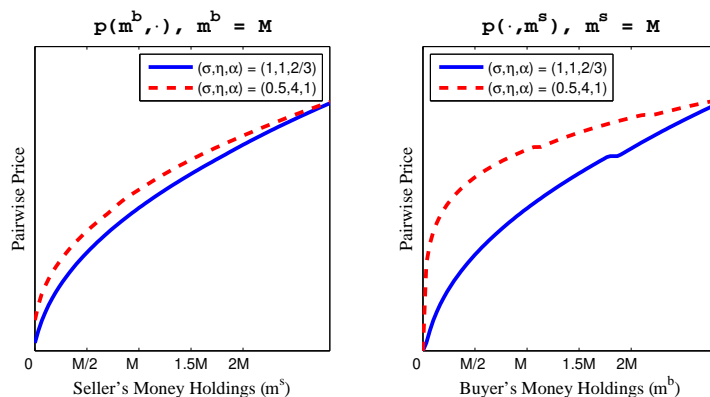 p(m^b,·), m^b = M
(σ,η,α) = (1,1,2/3)
(σ,η,α) = (0.5,4,1)
Pairwise Price
0 M/2 M 1.5M 2M
Seller's Money Holdings (m^s)
p(·,m^s), m^s = M
(σ,η,α) = (1,1,2/3)
(σ,η,α) = (0.5,4,1)
Pairwise Price
0 M/2 M 1.5M 2M
Buyer's Money Holdings (m^b)